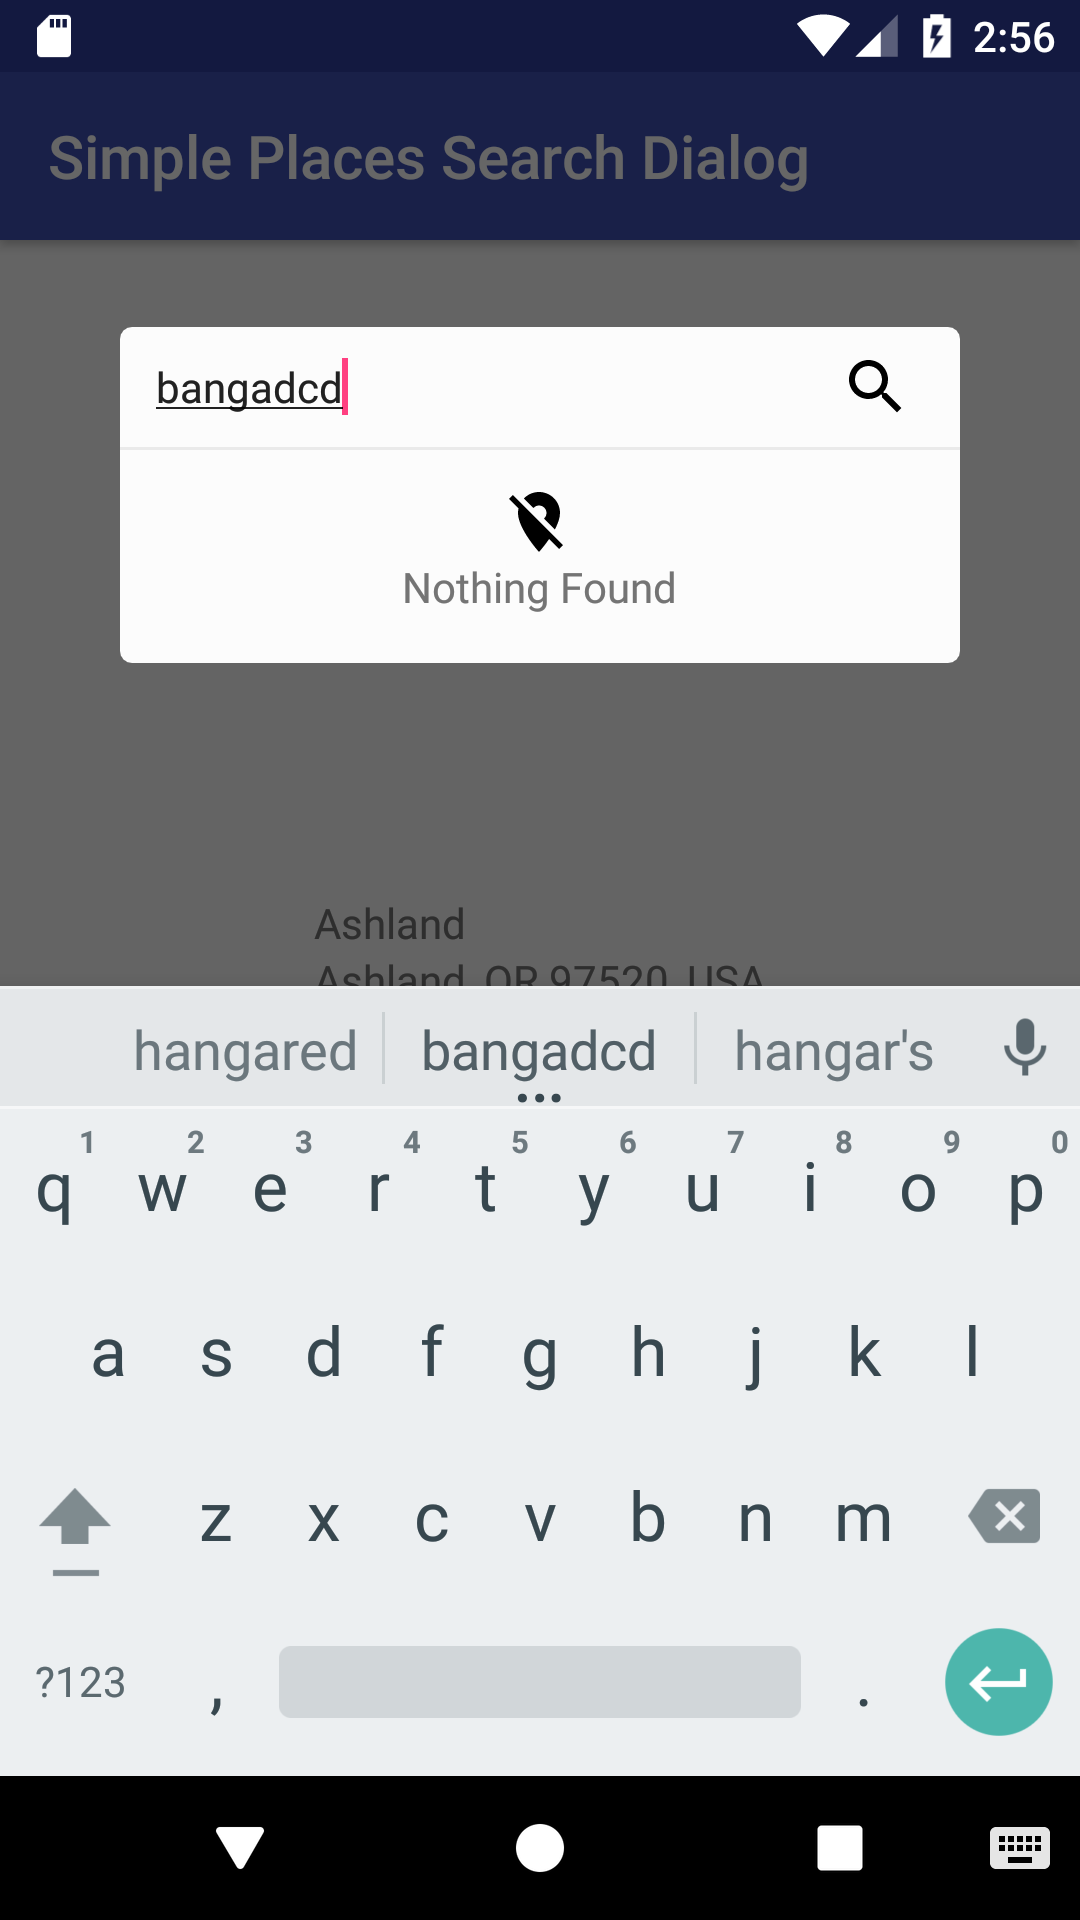 2:56
Simple Places Search Dialog
bangadcd
Nothing Found
Ashland
Ashland, OR 97520, USA
hangared bangadcd hangar's
1 2 3 4 5 6 7 8 9 0
q w e r t y u i o p
a s d f g h j k l
z x c v b n m
?123 , .